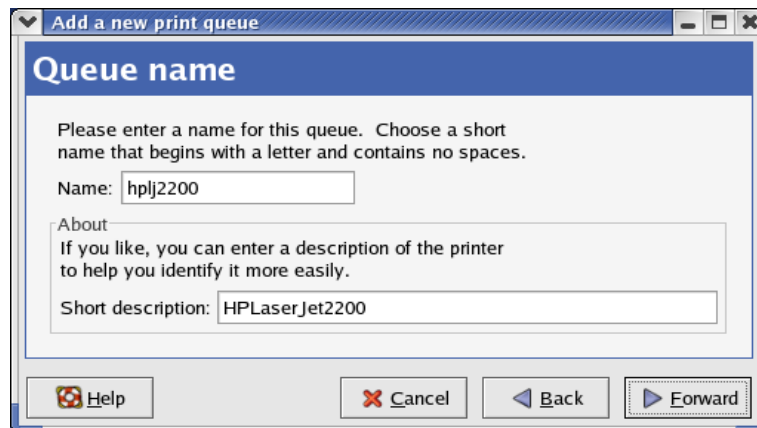 Add a new print queue
Queue name
Please enter a name for this queue. Choose a short
name that begins with a letter and contains no spaces.
Name: hplj2200
About
If you like, you can enter a description of the printer
to help you identify it more easily.
Short description: HPLaserJet2200
Help Cancel Back Forward